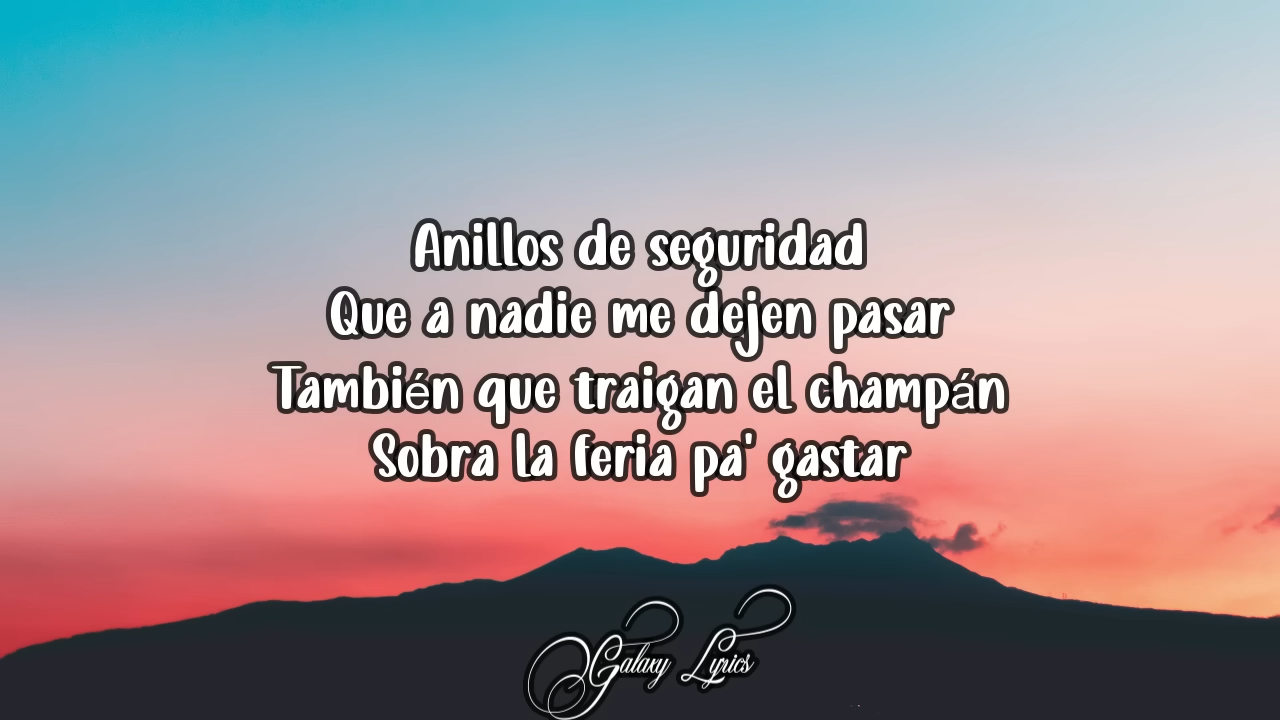 Anillos de seguridad
Que a nadie me dejen pasar
También que traigan el champán
Sobra la feria pa' gastar
Galaxy Lyrics